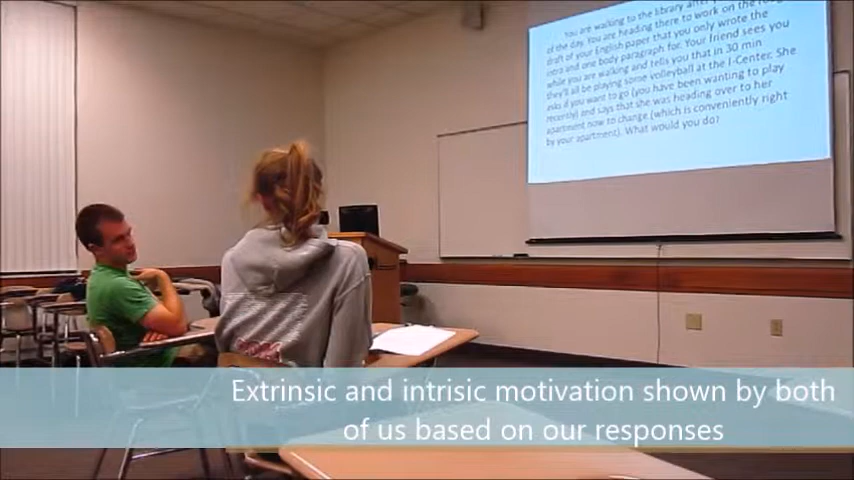 You are walking to the library after
of the day. You are heading there to work on the rough
draft of your English paper that you only wrote the
intro and one body paragraph for. Your friend sees you
while you are walking and tells you that in 30 min
they'll all be playing some volleyball at the I-Center. She
asks if you want to go (you have been wanting to play
recently) and says that she was heading over to her
apartment now to change (which is conveniently right
by your apartment). What would you do?
Extrinsic and intrisic motivation shown by both
of us based on our responses